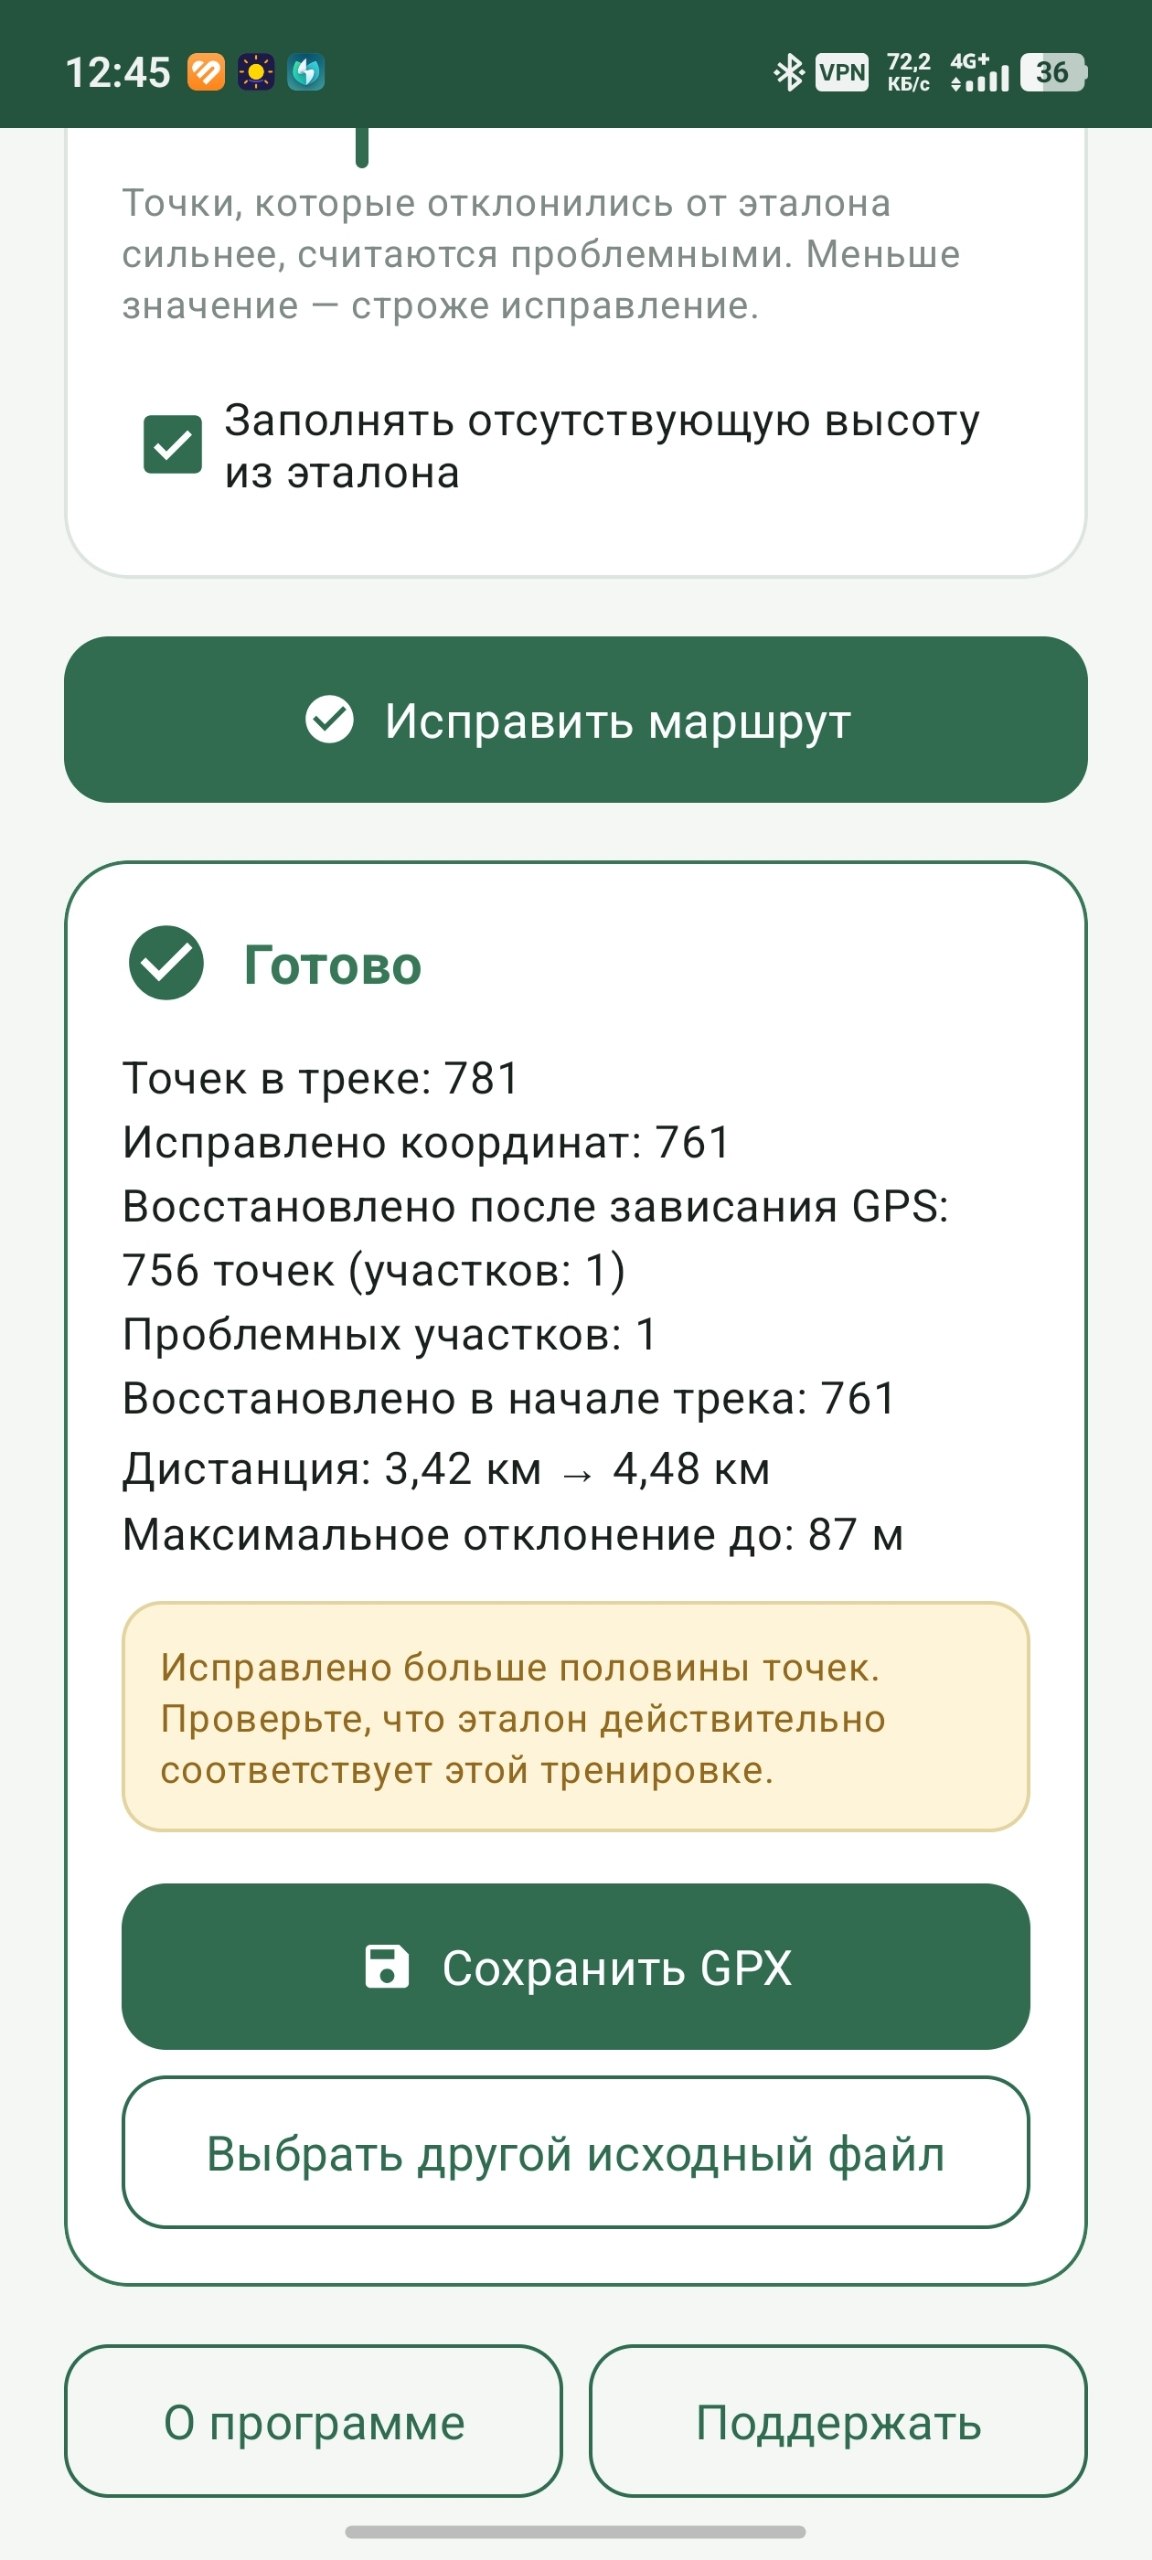 12:45
VPN
72,2
КБ/с
4G+
36
Точки, которые отклонились от эталона
сильнее, считаются проблемными. Меньше
значение — строже исправление.
Заполнять отсутствующую высоту
из эталона
Исправить маршрут
Готово
Точек в треке: 781
Исправлено координат: 761
Восстановлено после зависания GPS:
756 точек (участков: 1)
Проблемных участков: 1
Восстановлено в начале трека: 761
Дистанция: 3,42 км → 4,48 км
Максимальное отклонение до: 87 м
Исправлено больше половины точек.
Проверьте, что эталон действительно
соответствует этой тренировке.
Сохранить GPX
Выбрать другой исходный файл
О программе
Поддержать